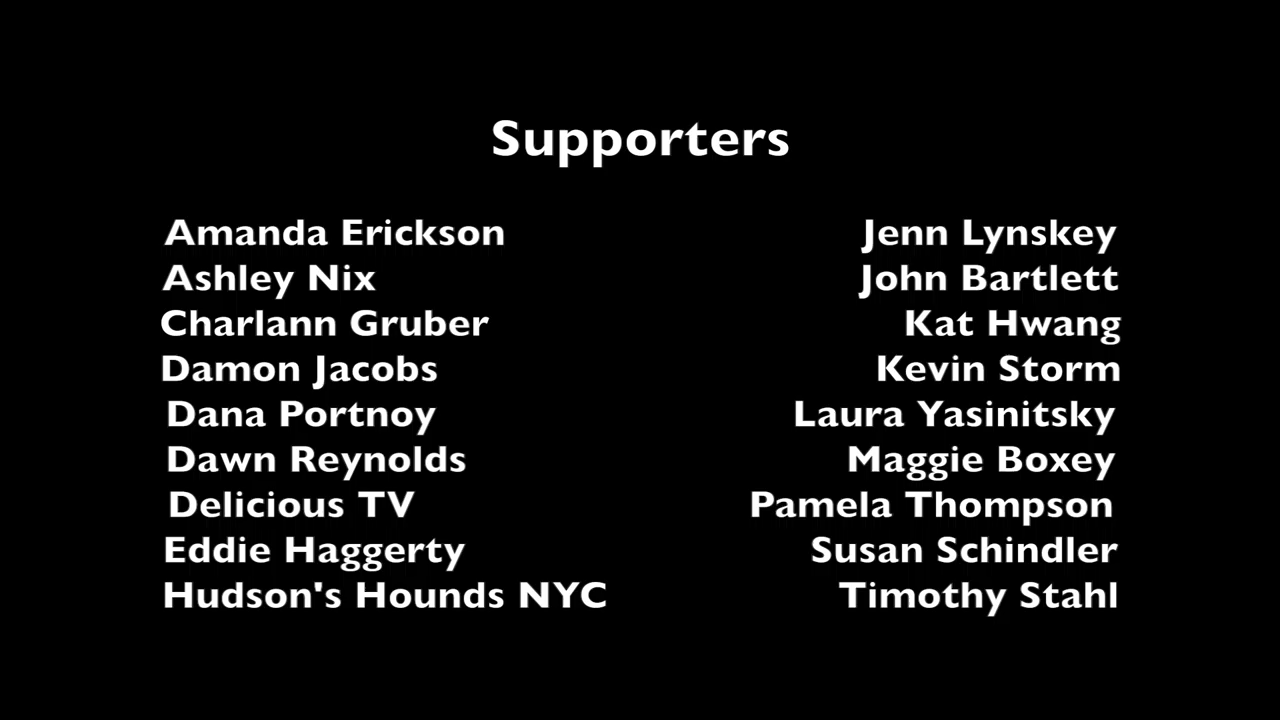 Supporters
Amanda Erickson
Ashley Nix
Charlann Gruber
Damon Jacobs
Dana Portnoy
Dawn Reynolds
Delicious TV
Eddie Haggerty
Hudson's Hounds NYC
Jenn Lynskey
John Bartlett
Kat Hwang
Kevin Storm
Laura Yasinitsky
Maggie Boxey
Pamela Thompson
Susan Schindler
Timothy Stahl